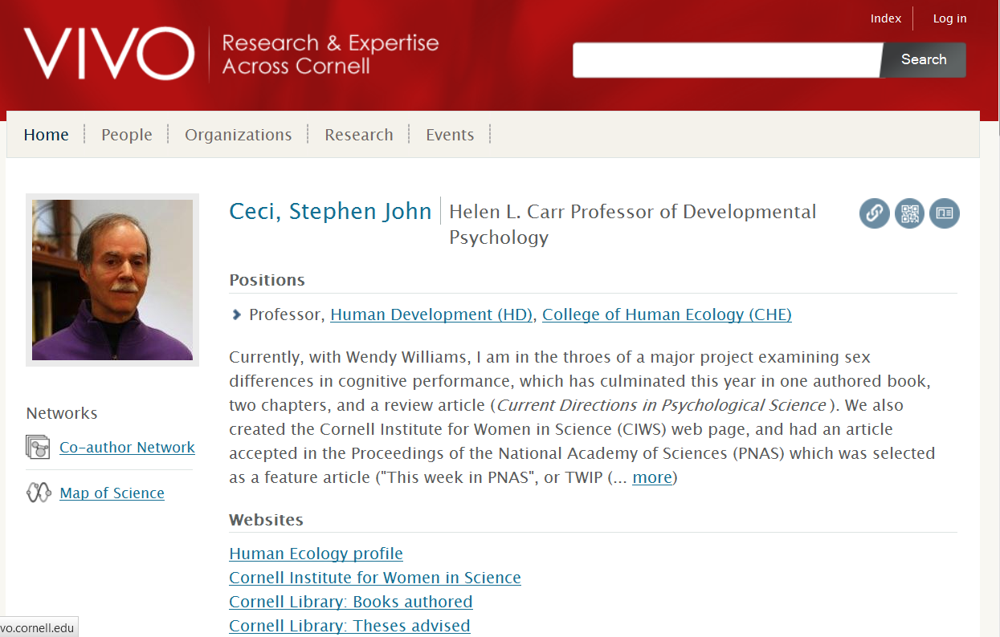 Index
Log in
VIVO
Research & Expertise
Across Cornell
Search
Home
People
Organizations
Research
Events
Ceci, Stephen John
Helen L. Carr Professor of Developmental
Psychology
Positions
Professor, Human Development (HD), College of Human Ecology (CHE)
Currently, with Wendy Williams, I am in the throes of a major project examining sex
differences in cognitive performance, which has culminated this year in one authored book,
two chapters, and a review article (Current Directions in Psychological Science ). We also
created the Cornell Institute for Women in Science (CIWS) web page, and had an article
accepted in the Proceedings of the National Academy of Sciences (PNAS) which was selected
as a feature article ("This week in PNAS", or TWIP (... more)
Networks
Co-author Network
Map of Science
Websites
Human Ecology profile
Cornell Institute for Women in Science
Cornell Library: Books authored
Cornell Library: Theses advised
vo.cornell.edu